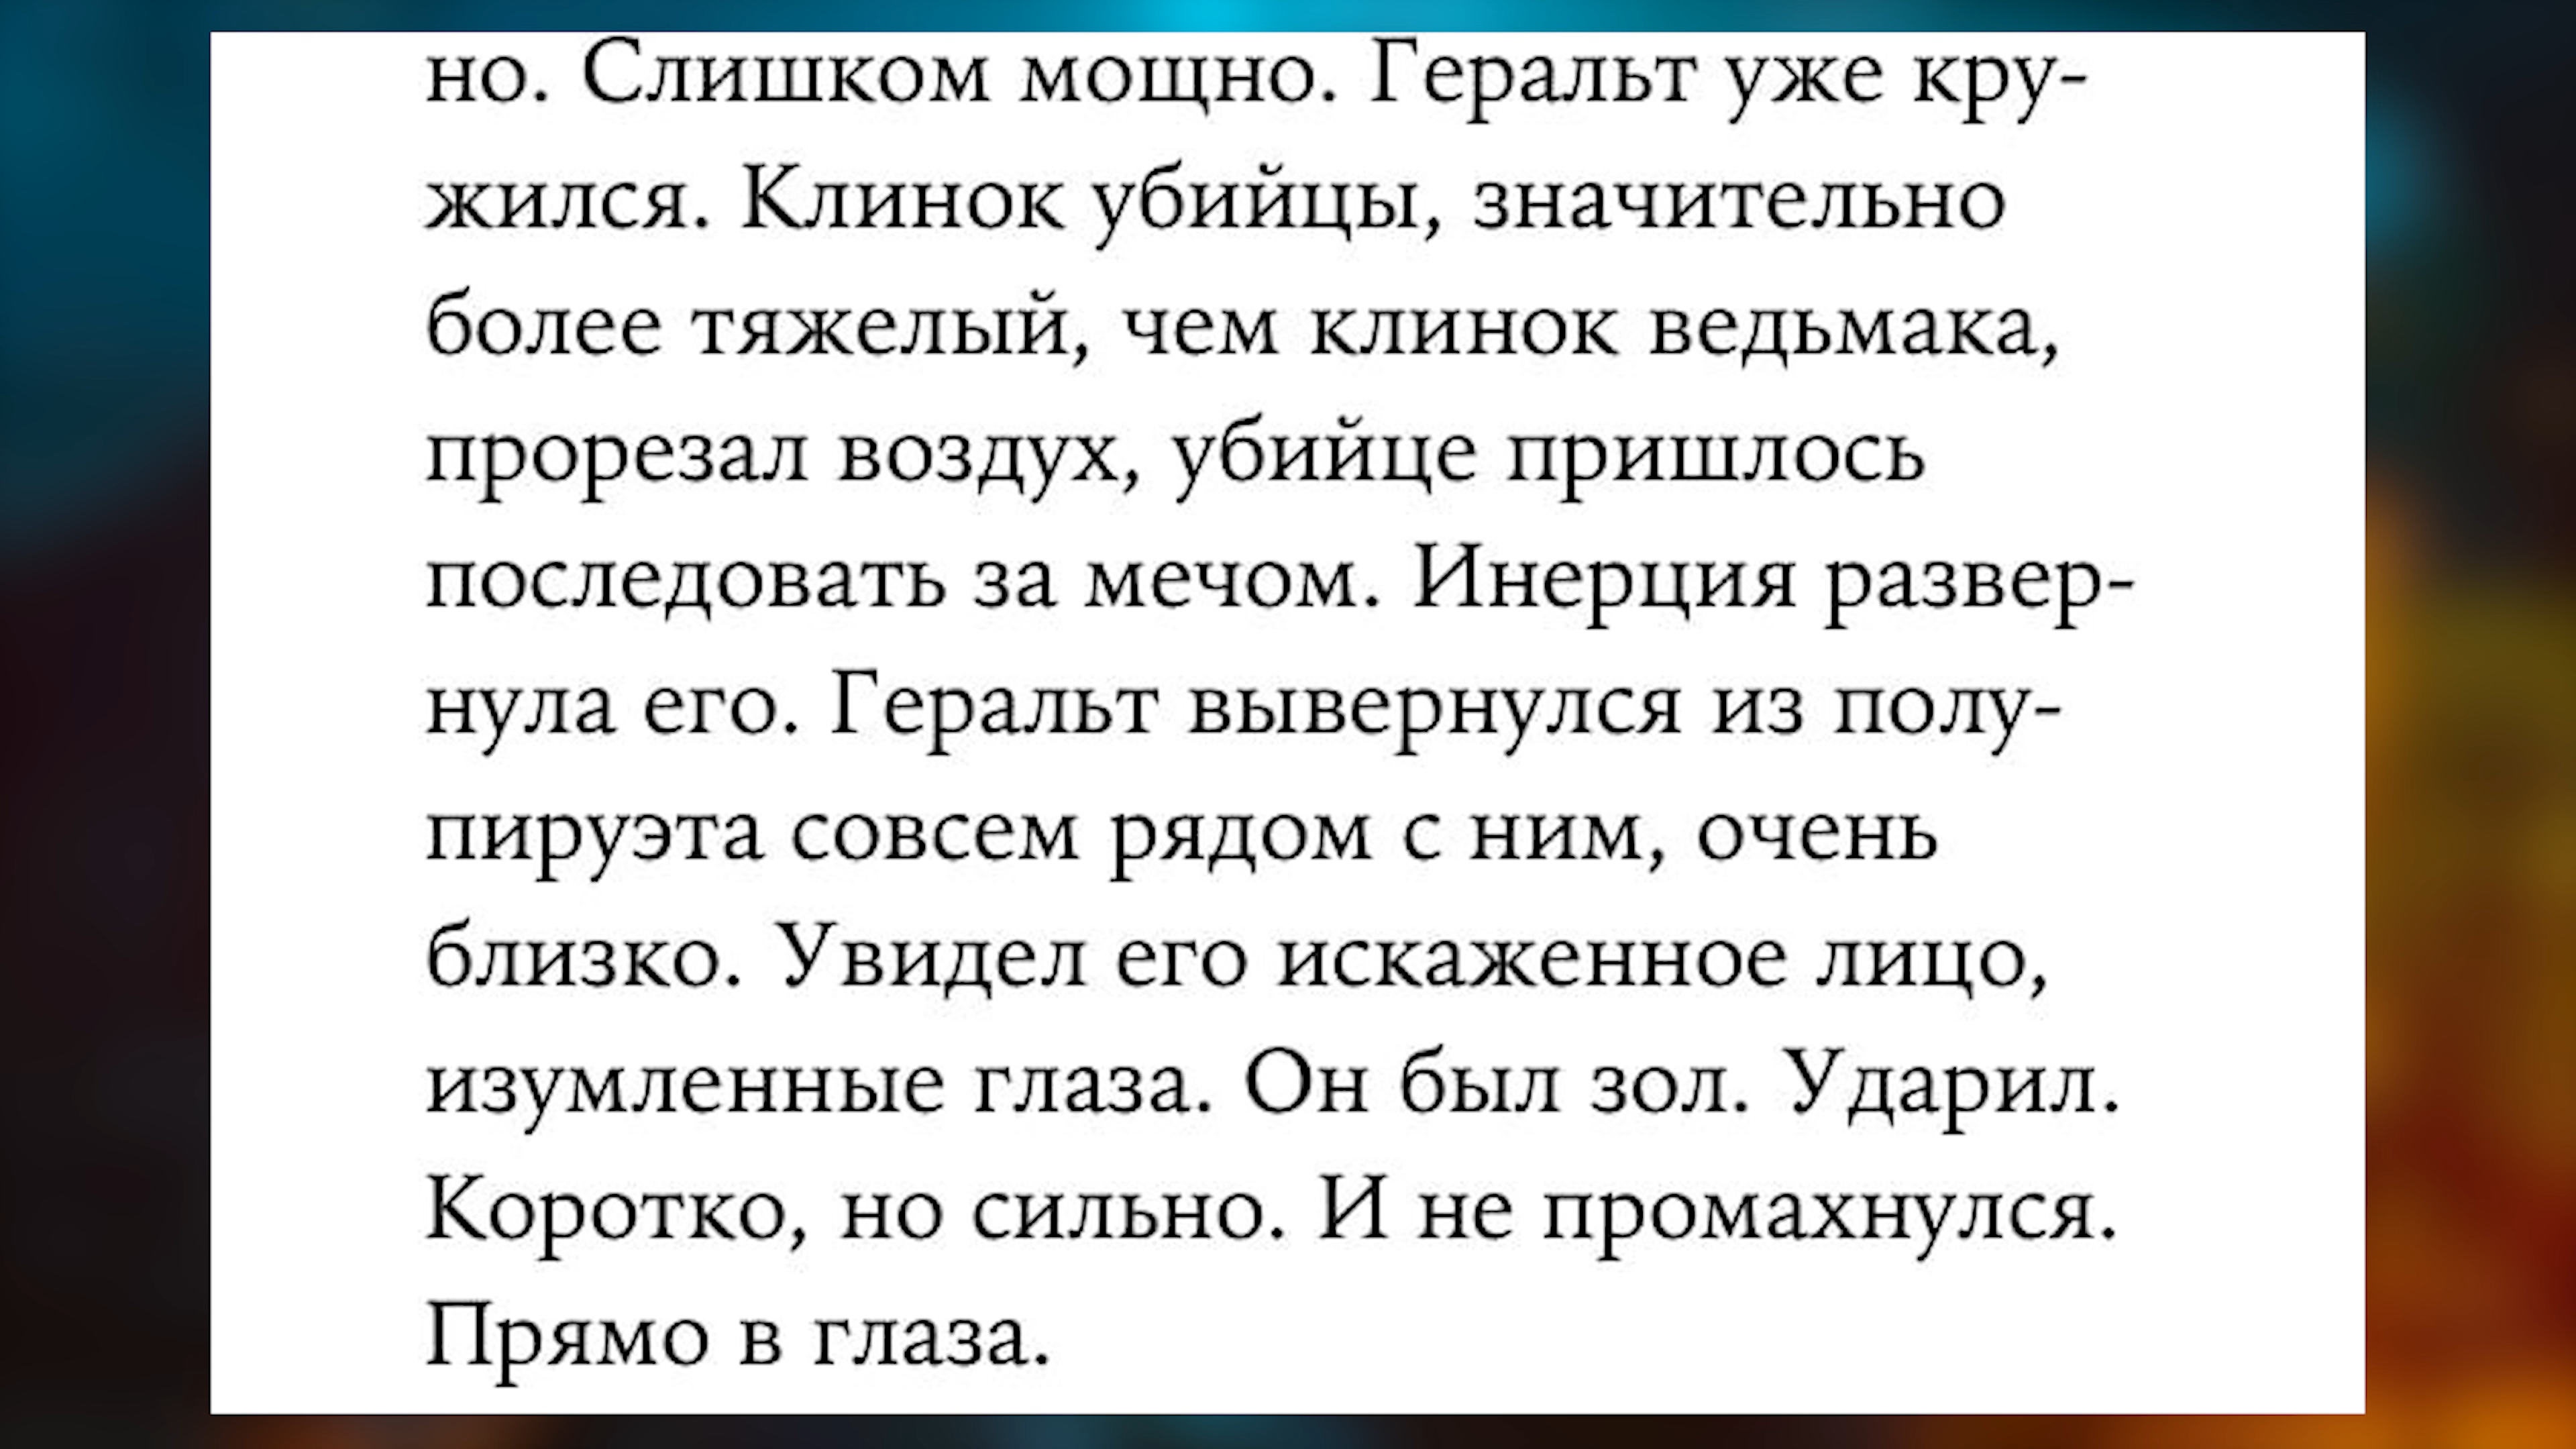 но. Слишком мощно. Геральт уже кру-
жился. Клинок убийцы, значительно
более тяжелый, чем клинок ведьмака,
прорезал воздух, убийце пришлось
последовать за мечом. Инерция развер-
нула его. Геральт вывернулся из полу-
пируэта совсем рядом с ним, очень
близко. Увидел его искаженное лицо,
изумленные глаза. Он был зол. Ударил.
Коротко, но сильно. И не промахнулся.
Прямо в глаза.